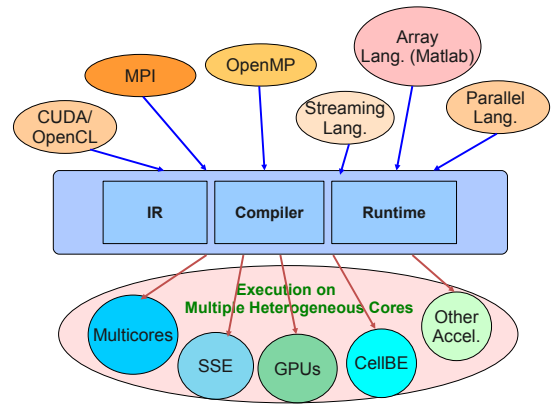 Array
Lang. (Matlab)
OpenMP
MPI
CUDA/
OpenCL
Streaming
Lang.
Parallel
Lang.
IR
Compiler
Runtime
Execution on
Multiple Heterogeneous Cores
Multicores
SSE
GPUs
CellBE
Other
Accel.